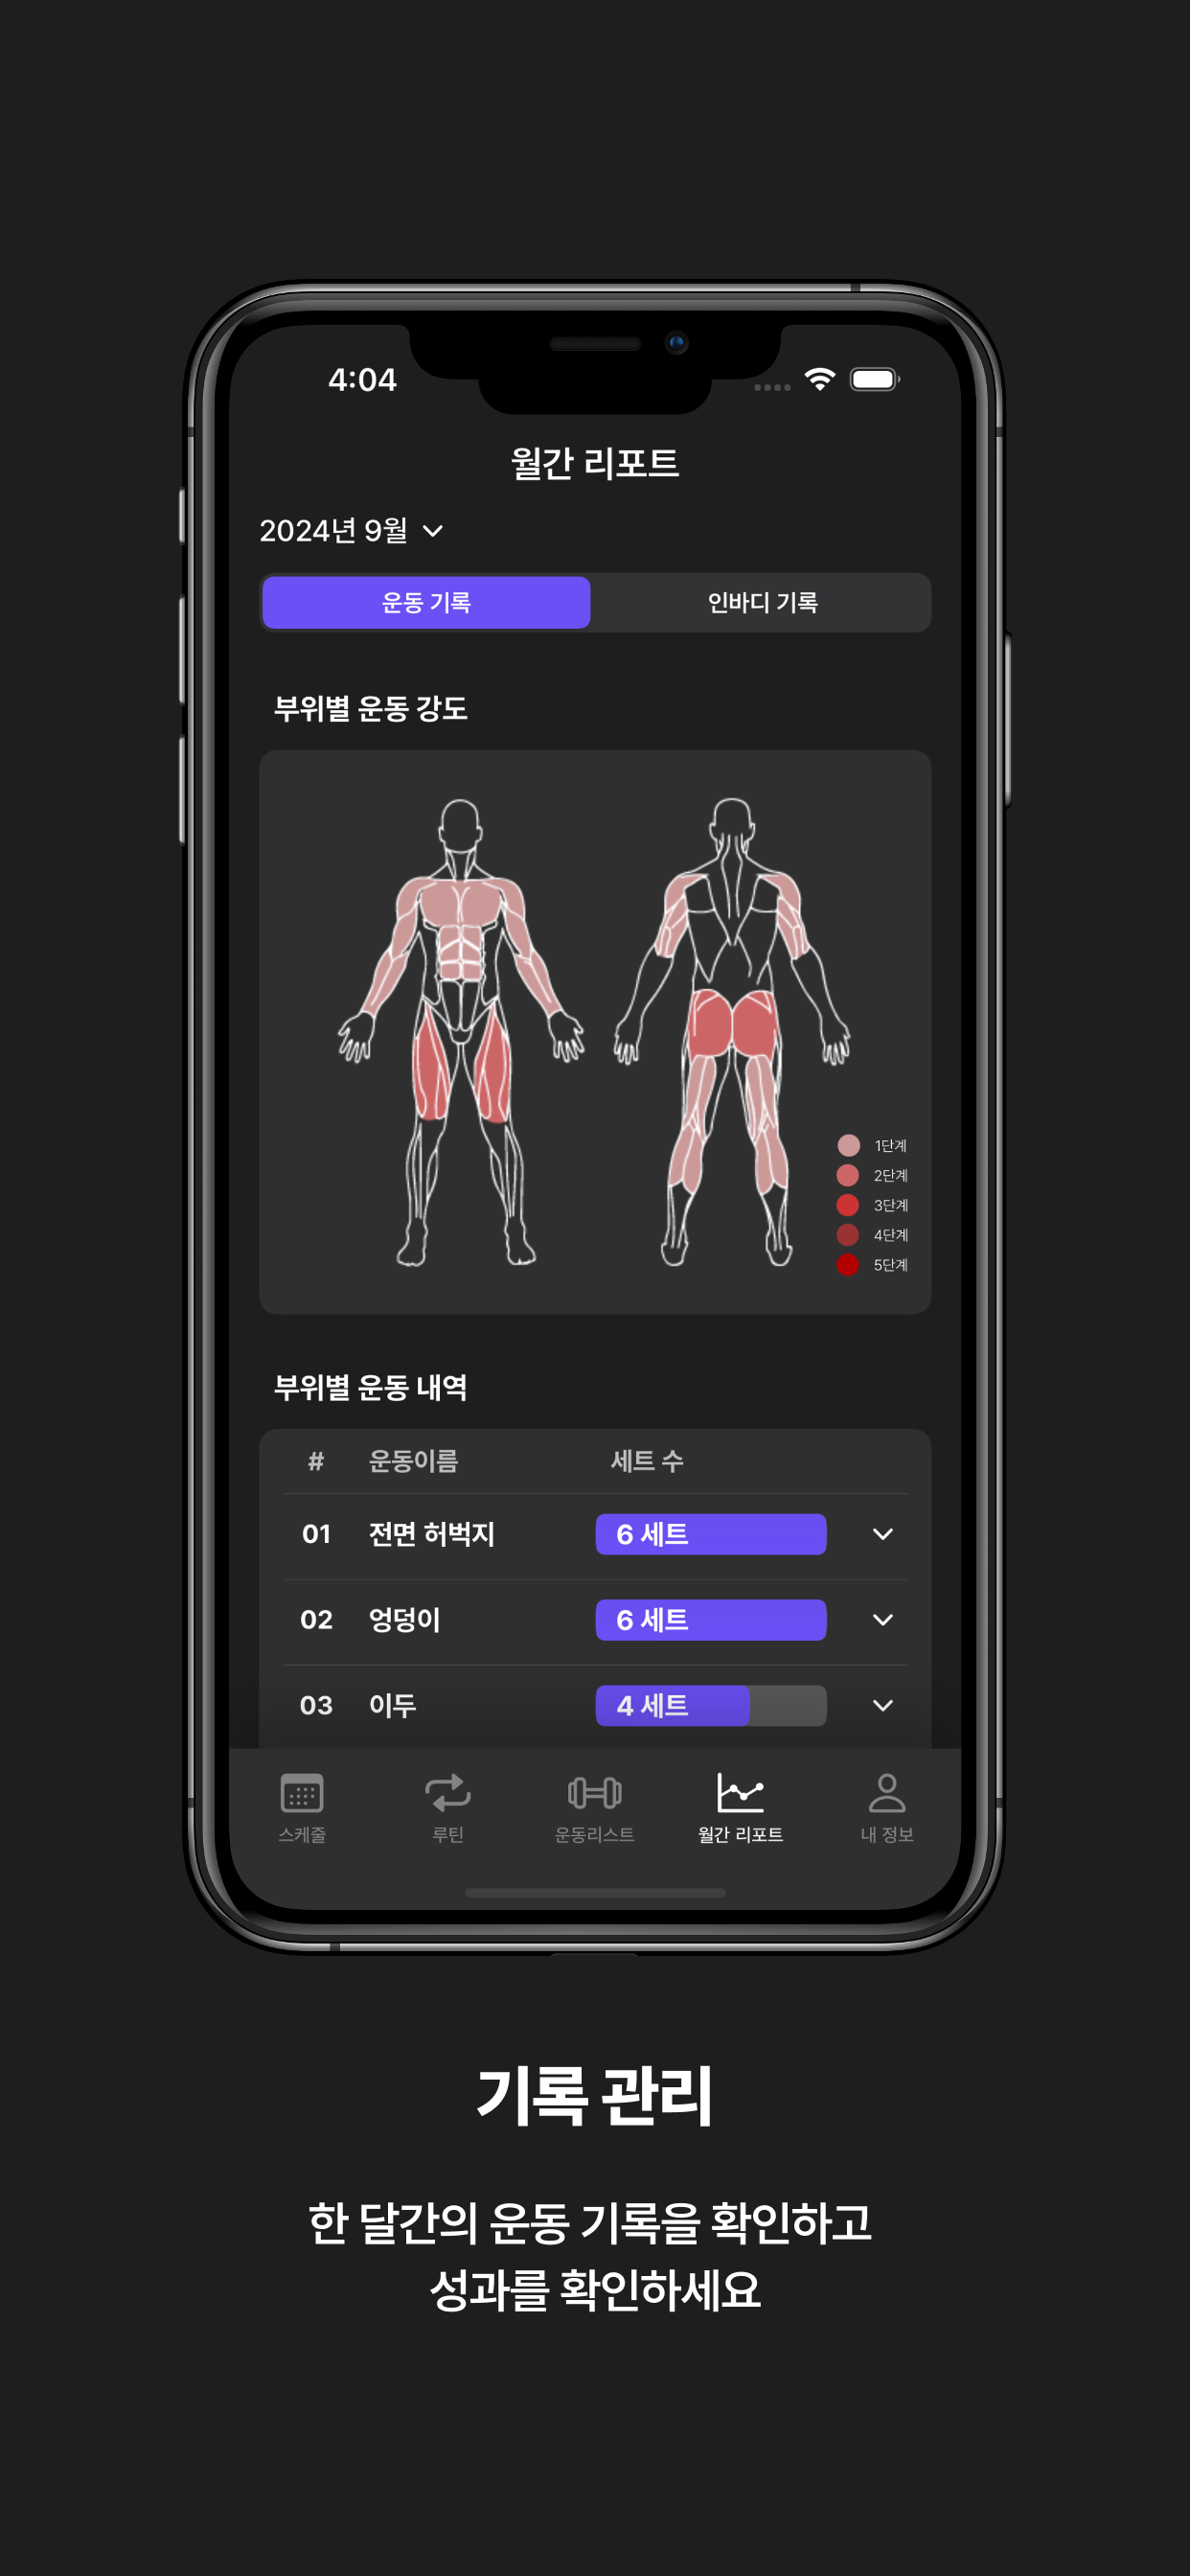 4:04
월간 리포트
2024년 9월
운동 기록
인바디 기록
부위별 운동 강도
1단계
2단계
3단계
4단계
5단계
부위별 운동 내역
# 운동이름 세트 수
01 전면 허벅지 6 세트
02 엉덩이 6 세트
03 이두 4 세트
스케줄 루틴 운동리스트 월간 리포트 내 정보
기록 관리
한 달간의 운동 기록을 확인하고
성과를 확인하세요